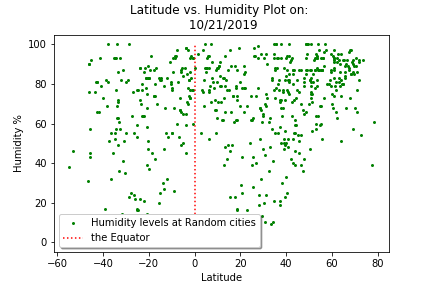 Latitude vs. Humidity Plot on:
10/21/2019
100
80
60
40
20
0
Humidity %
Humidity levels at Random cities
the Equator
−60 −40 −20 0 20 40 60 80
Latitude